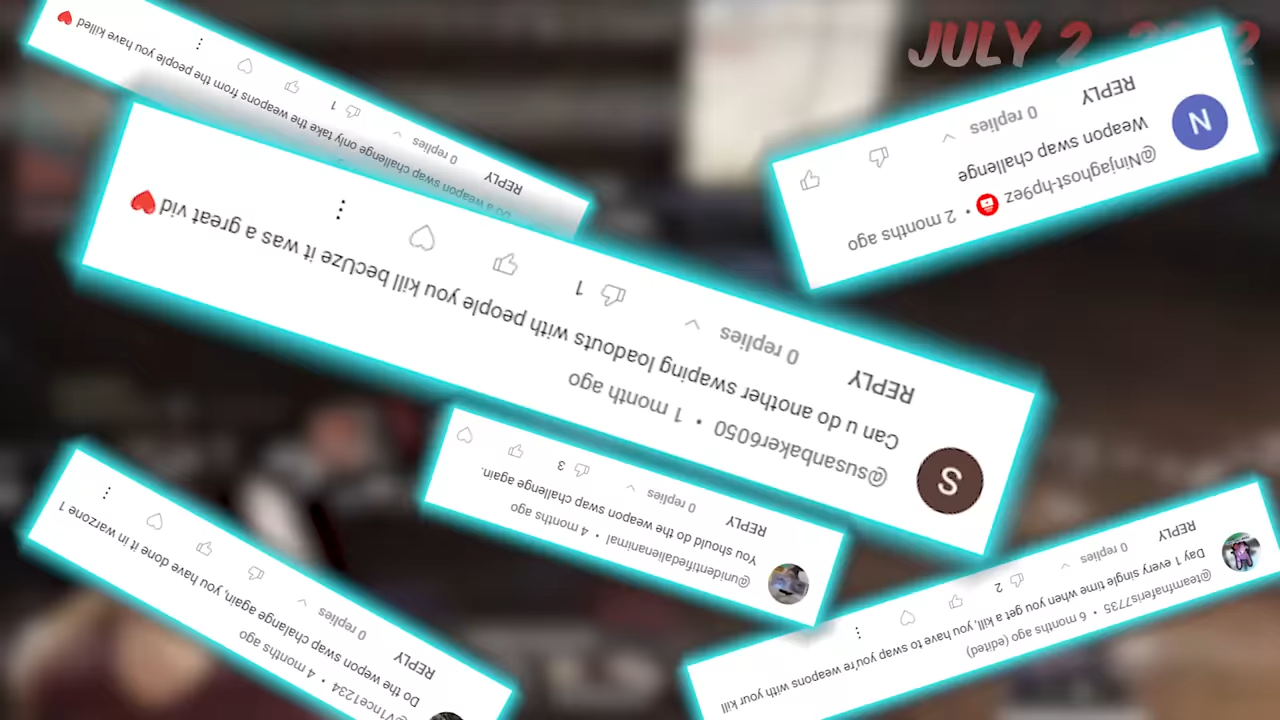 JULY 2,
killed
Do a weapon swap challenge only take the weapons from the people you have killed ❤
1
0 replies
REPLY
@Ninjaghost-hp9ez • 2 months ago
Weapon swap challenge
0 replies
REPLY
@susanbaker6050 • 1 month ago
Can u do another swaping loadouts with people you kill becUze it was a great vid ❤
1
0 replies
REPLY
S
N
@unidentifiedalienanimal • 4 months ago
You should do the weapon swap challenge again.
3
0 replies
REPLY
@V1nce1234 • 4 months ago
Do the weapon swap chalange again, you have done it in warzone 1
0 replies
REPLY
@teaminaferis7735 • 6 months ago (edited)
Day 1 every single time when you get a kill, you have to swap you're weapons with your kill
2
0 replies
REPLY